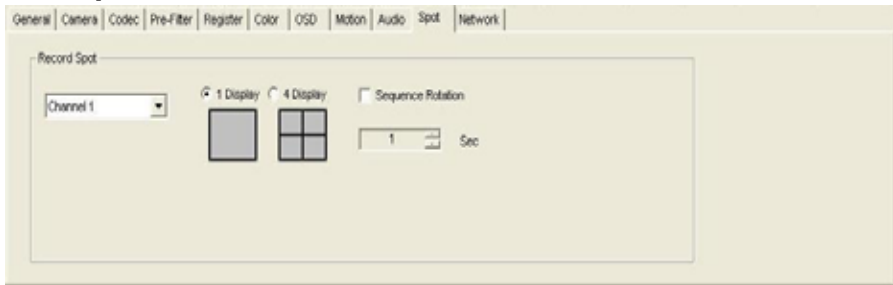 General Camera Codec Pre-Filter Register Color OSD Motion Audio Spot Network
Record Spot
Channel 1 1 Display 4 Display Sequence Rotation
1 Sec